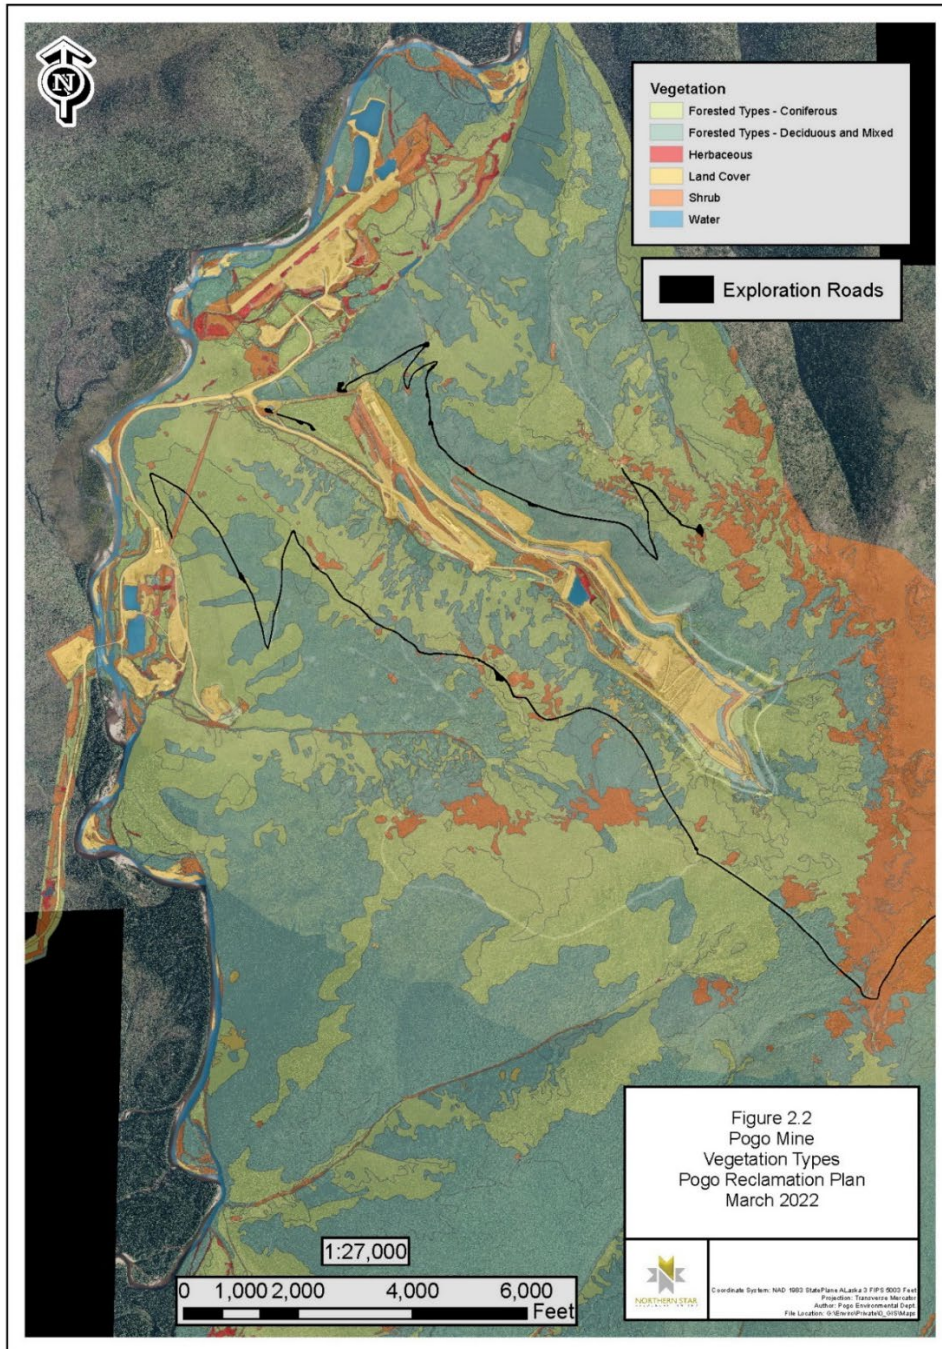 N
Vegetation
Forested Types - Coniferous
Forested Types - Deciduous and Mixed
Herbaceous
Land Cover
Shrub
Water
Exploration Roads
Figure 2.2
Pogo Mine
Vegetation Types
Pogo Reclamation Plan
March 2022
1:27,000
0 1,000 2,000 4,000 6,000
Feet
NORTHERN STAR
Coordinate System: NAD 1983 StatePlane ALaska 3 FIPS 5003 Feet
Projection: Transverse Mercator
Author: Pogo Environmental Dept.